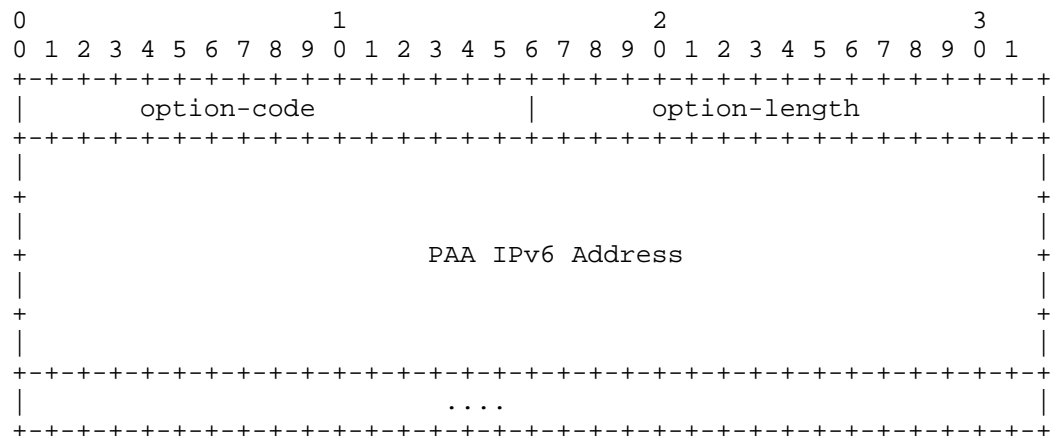 0                   1                   2                   3
0 1 2 3 4 5 6 7 8 9 0 1 2 3 4 5 6 7 8 9 0 1 2 3 4 5 6 7 8 9 0 1
+-+-+-+-+-+-+-+-+-+-+-+-+-+-+-+-+-+-+-+-+-+-+-+-+-+-+-+-+-+-+-+-+
|       option-code             |       option-length           |
+-+-+-+-+-+-+-+-+-+-+-+-+-+-+-+-+-+-+-+-+-+-+-+-+-+-+-+-+-+-+-+-+
|                                                               |
+                                                               +
|                                                               |
+                         PAA IPv6 Address                      +
|                                                               |
+                                                               +
|                                                               |
+-+-+-+-+-+-+-+-+-+-+-+-+-+-+-+-+-+-+-+-+-+-+-+-+-+-+-+-+-+-+-+-+
|                          ....                                 |
+-+-+-+-+-+-+-+-+-+-+-+-+-+-+-+-+-+-+-+-+-+-+-+-+-+-+-+-+-+-+-+-+